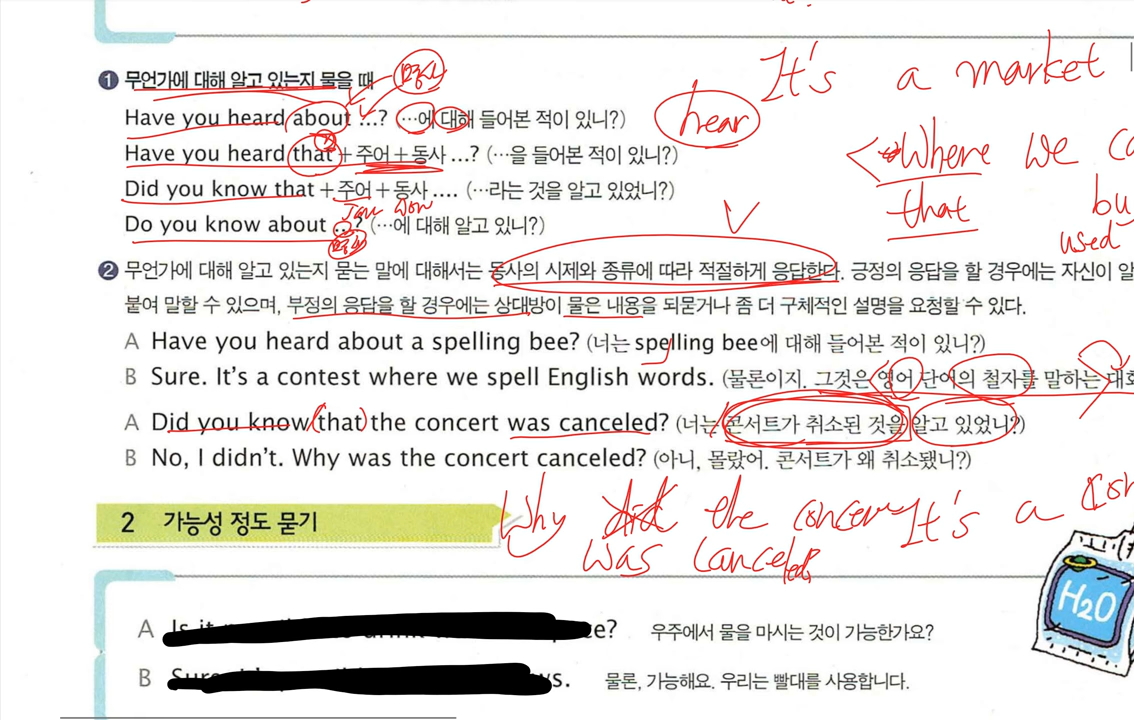 It's a market
❶ 무언가에 대해 알고 있는지 물을 때
명사
Have you heard about ...? (…에 대해 들어본 적이 있니?)
hear
Have you heard that + 주어 + 동사 ...? (…을 들어본 적이 있니?)
where we
Did you know that + 주어 + 동사 .... (…라는 것을 알고 있었니?)
that
Do you know about ...? (…에 대해 알고 있니?)
명사
used
❷ 무언가에 대해 알고 있는지 묻는 말에 대해서는 동사의 시제와 종류에 따라 적절하게 응답한다. 긍정의 응답을 할 경우에는 자신이
붙여 말할 수 있으며, 부정의 응답을 할 경우에는 상대방이 물은 내용을 되묻거나 좀 더 구체적인 설명을 요청할 수 있다.
A Have you heard about a spelling bee? (너는 spelling bee에 대해 들어본 적이 있니?)
B Sure. It's a contest where we spell English words. (물론이지. 그것은 영어 단어의 철자를 말하는
A Did you know (that) the concert was canceled? (너는 콘서트가 취소된 것을 알고 있었니?)
B No, I didn't. Why was the concert canceled? (아니, 몰랐어. 콘서트가 왜 취소됐니?)
Why did the concert It's a
was canceled
2 가능성 정도 묻기
H2O
A 우주에서 물을 마시는 것이 가능한가요?
B 물론, 가능해요. 우리는 빨대를 사용합니다.